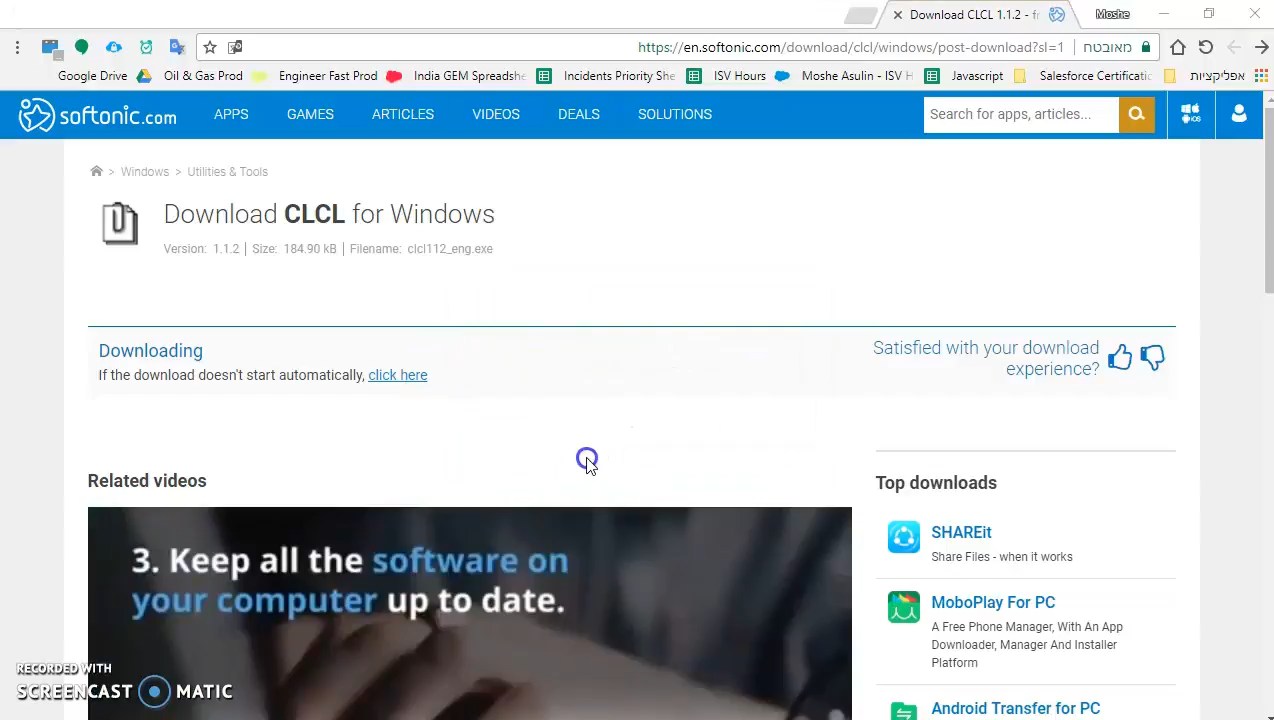 Download CLCL 1.1.2 - fr
Moshe
https://en.softonic.com/download/clcl/windows/post-download?sl=1
מאובטח
Google Drive
Oil & Gas Prod
Engineer Fast Prod
India GEM Spreadshe
Incidents Priority She
ISV Hours
Moshe Asulin - ISV H
Javascript
Salesforce Certificatic
אפליקציות
softonic.com
APPS
GAMES
ARTICLES
VIDEOS
DEALS
SOLUTIONS
Search for apps, articles...
iOS
> Windows > Utilities & Tools
Download CLCL for Windows
Version: 1.1.2 | Size: 184.90 kB | Filename: clcl112_eng.exe
Downloading
If the download doesn't start automatically, click here
Satisfied with your download
experience?
Related videos
3. Keep all the software on
your computer up to date.
Top downloads
SHAREit
Share Files - when it works
MoboPlay For PC
A Free Phone Manager, With An App
Downloader, Manager And Installer
Platform
Android Transfer for PC
RECORDED WITH
SCREENCAST MATIC